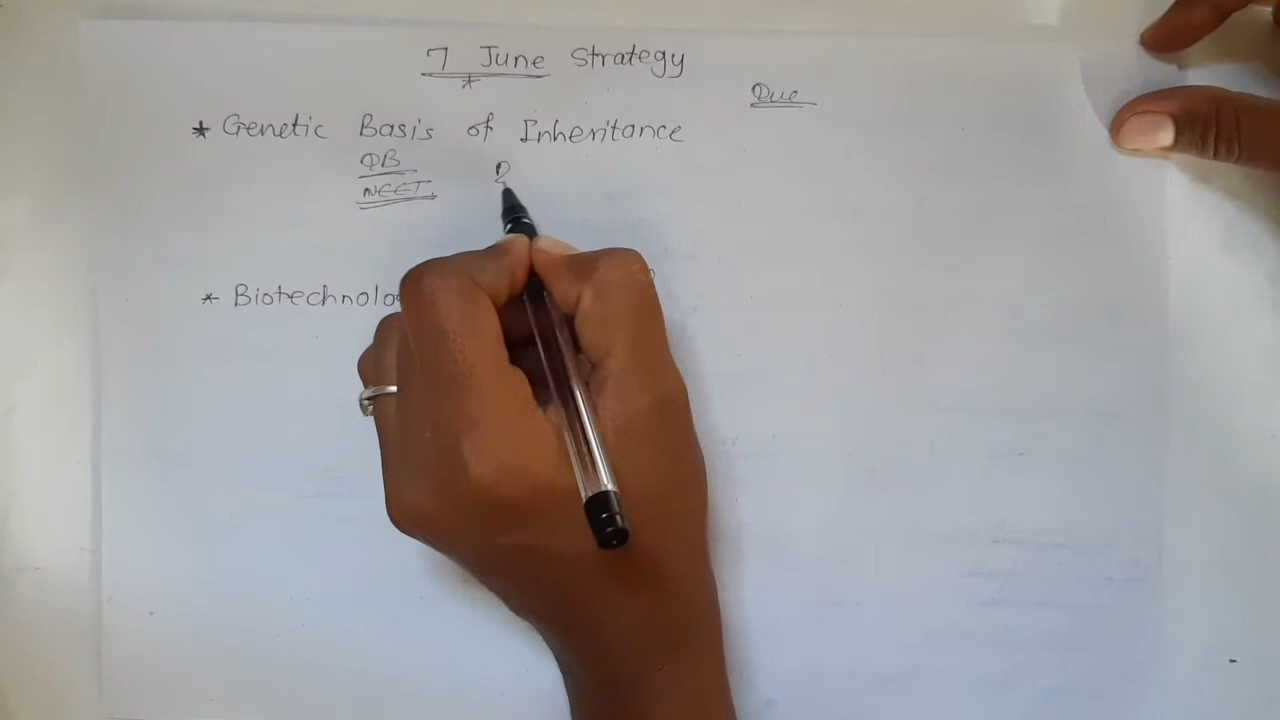 7 June Strategy
Due
* Genetic Basis of Inheritance
QB
NEET
* Biotechnolo